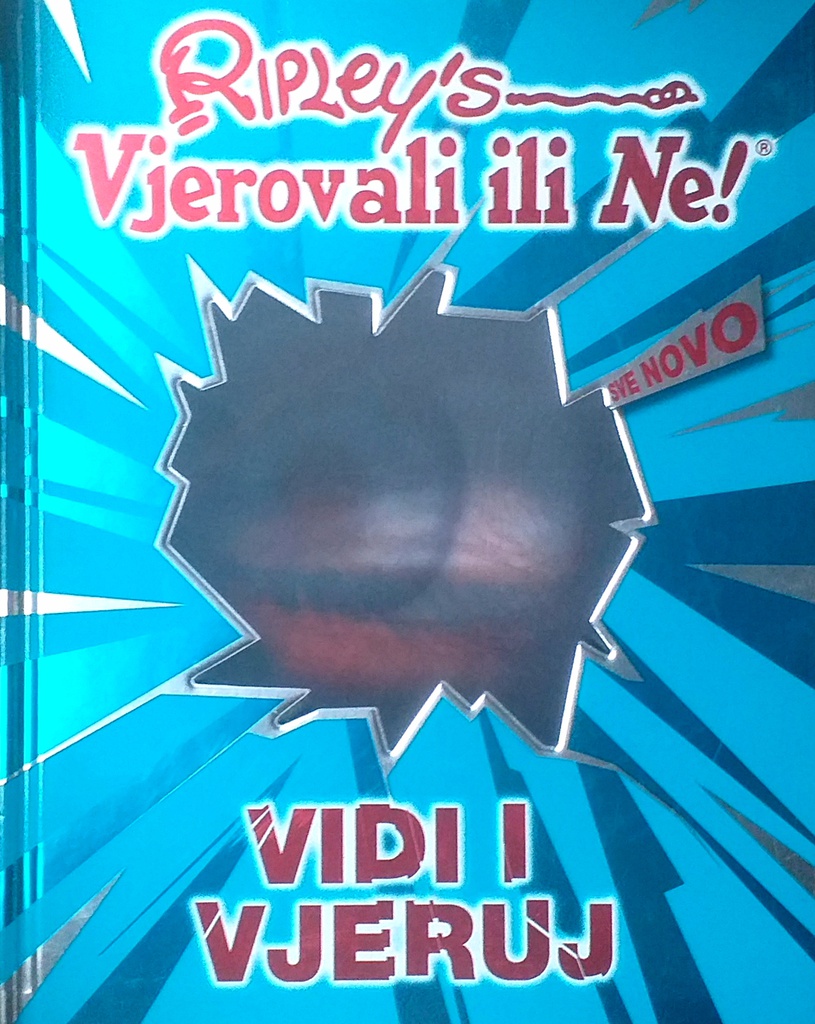 Ripley's
Vjerovali ili Ne!®
SVE NOVO
VIDI I
VJERUJ